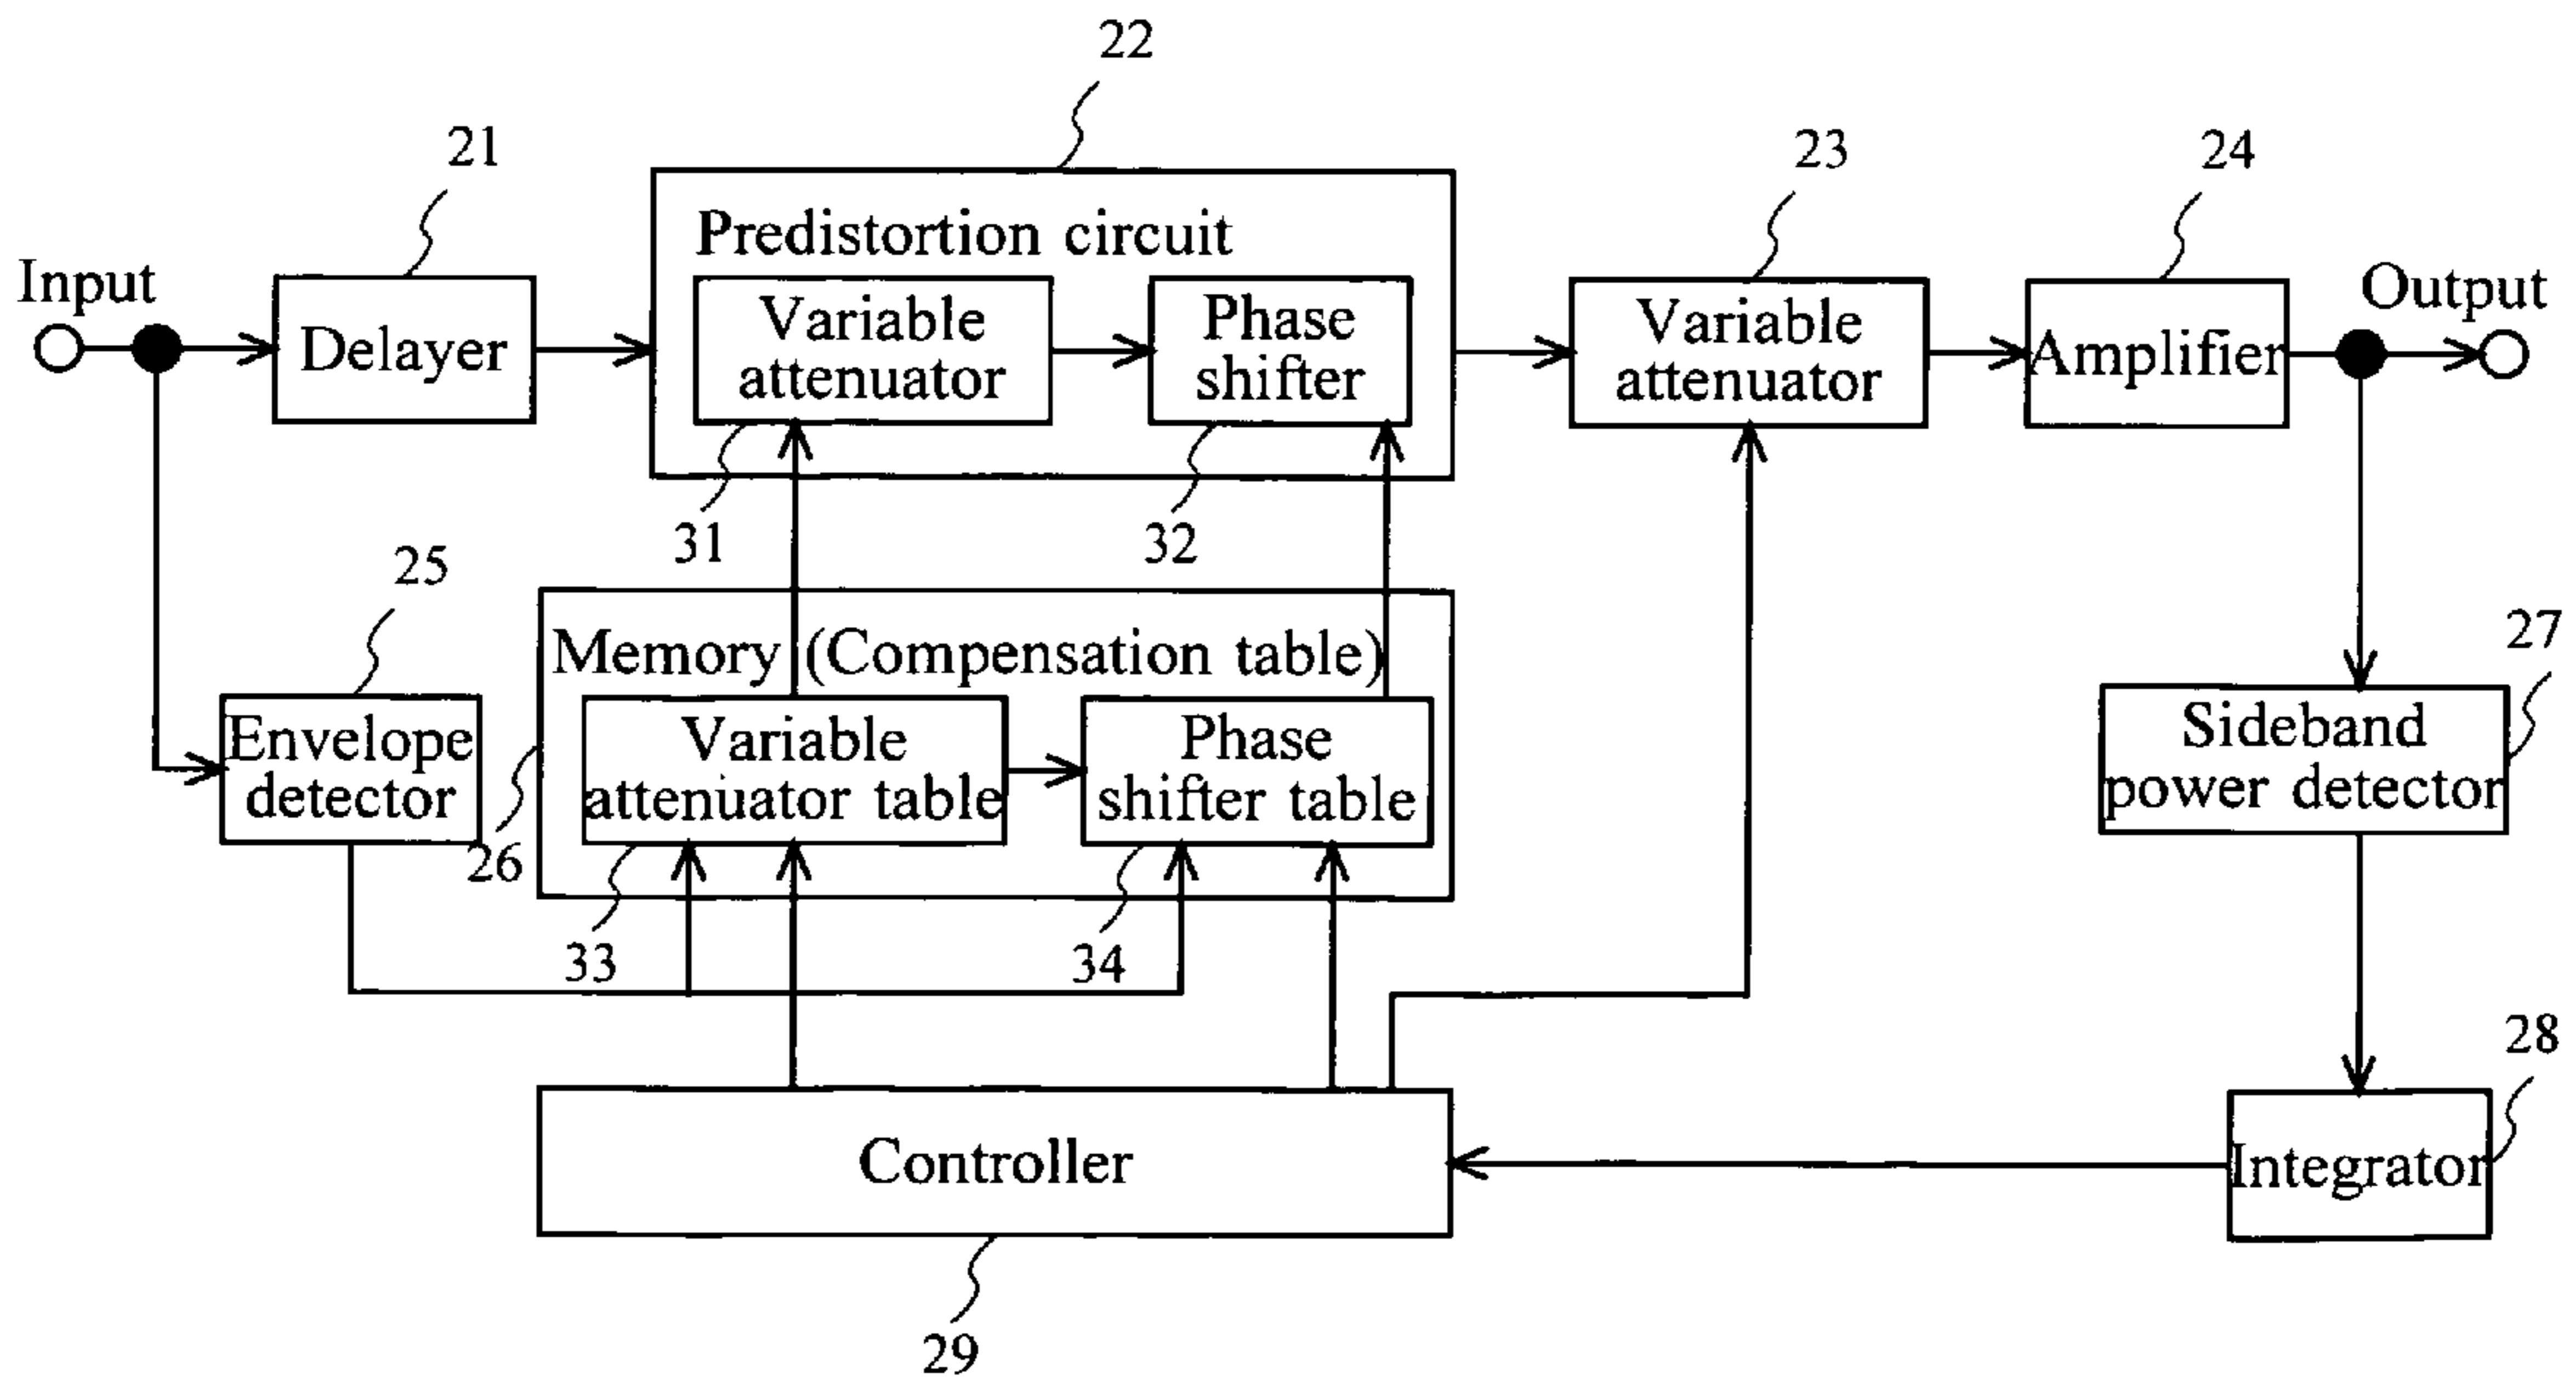 22
21
23
24
Predistortion circuit
Input
Output
Delayer
Variable
attenuator
Phase
shifter
Variable
attenuator
Amplifier
31
32
25
27
Memory (Compensation table)
Envelope
detector
Variable
attenuator table
Phase
shifter table
Sideband
power detector
26
33
34
28
Controller
Integrator
29